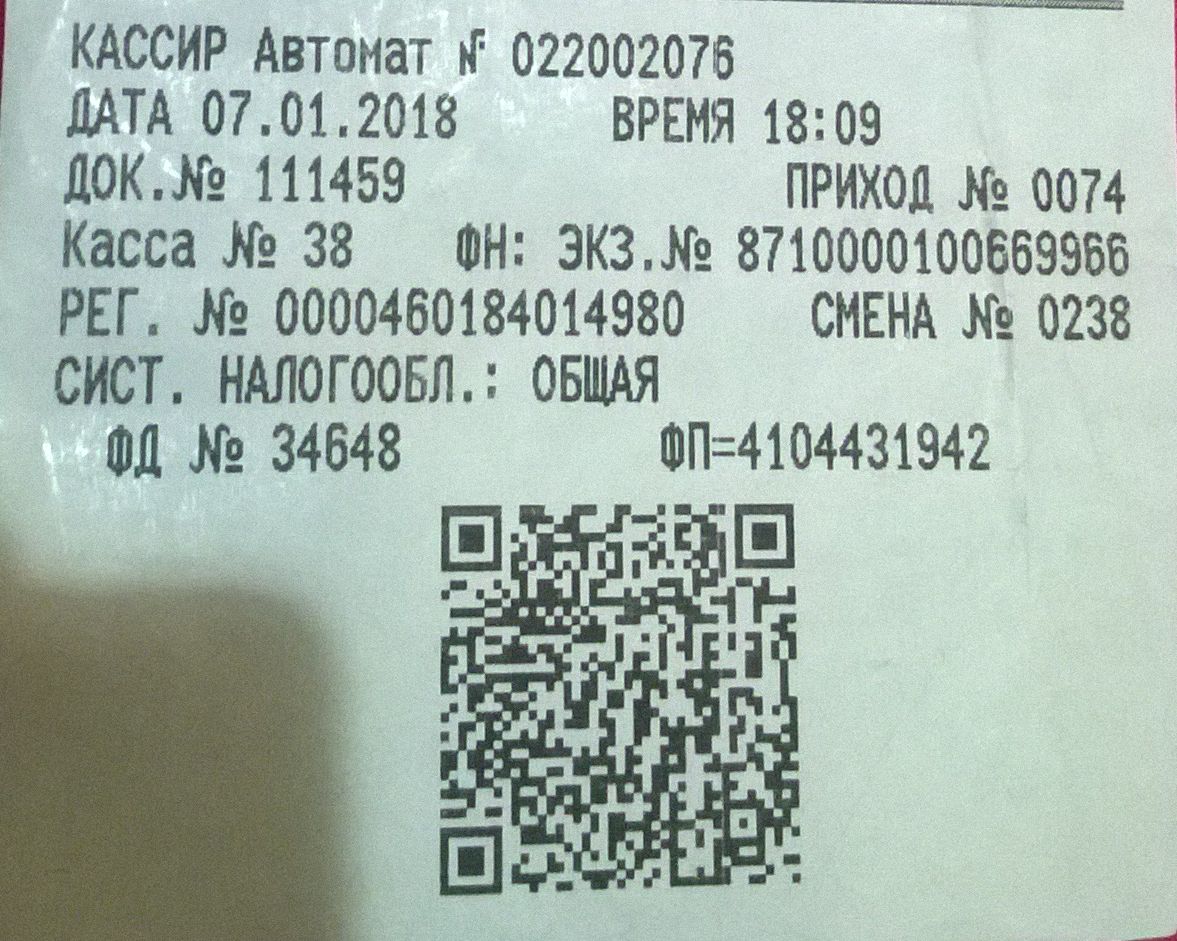 КАССИР Автомат № 022002076
ДАТА 07.01.2018 ВРЕМЯ 18:09
ДОК.№ 111459 ПРИХОД № 0074
Касса № 38 ФН: ЭКЗ.№ 8710000100669966
РЕГ. № 0000460184014980 СМЕНА № 0238
СИСТ. НАЛОГООБЛ.: ОБЩАЯ
ФД № 34648 ФП=4104431942